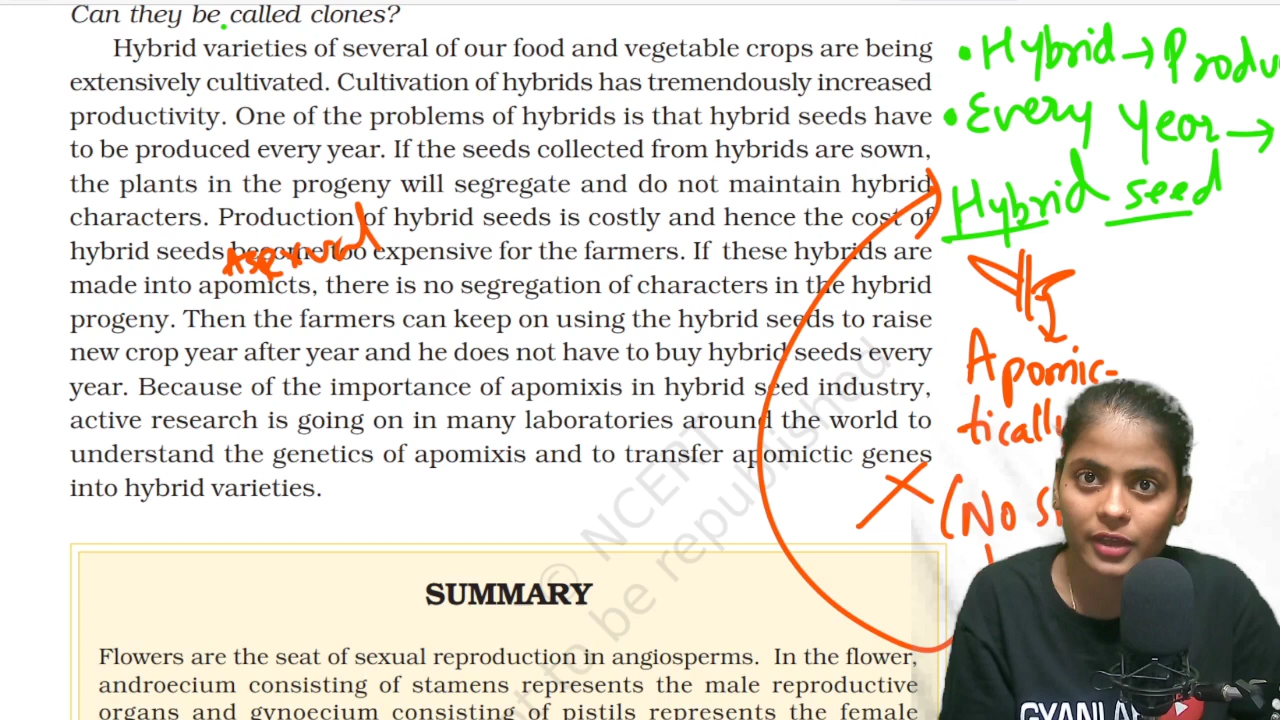 Can they be called clones?
Hybrid varieties of several of our food and vegetable crops are being
extensively cultivated. Cultivation of hybrids has tremendously increased
productivity. One of the problems of hybrids is that hybrid seeds have
to be produced every year. If the seeds collected from hybrids are sown,
the plants in the progeny will segregate and do not maintain hybrid
characters. Production of hybrid seeds is costly and hence the cost of
hybrid seeds become too expensive for the farmers. If these hybrids are
made into apomicts, there is no segregation of characters in the hybrid
progeny. Then the farmers can keep on using the hybrid seeds to raise
new crop year after year and he does not have to buy hybrid seeds every
year. Because of the importance of apomixis in hybrid seed industry,
active research is going on in many laboratories around the world to
understand the genetics of apomixis and to transfer apomictic genes
into hybrid varieties.
SUMMARY
Flowers are the seat of sexual reproduction in angiosperms. In the flower,
androecium consisting of stamens represents the male reproductive
organs and gynoecium consisting of pistils represents the female
Asexual
• Hybrid → Produ
• Every year →
Hybrid seed
Apomic-
tically
(No S
© NCERT
not to be republished
GYANLA